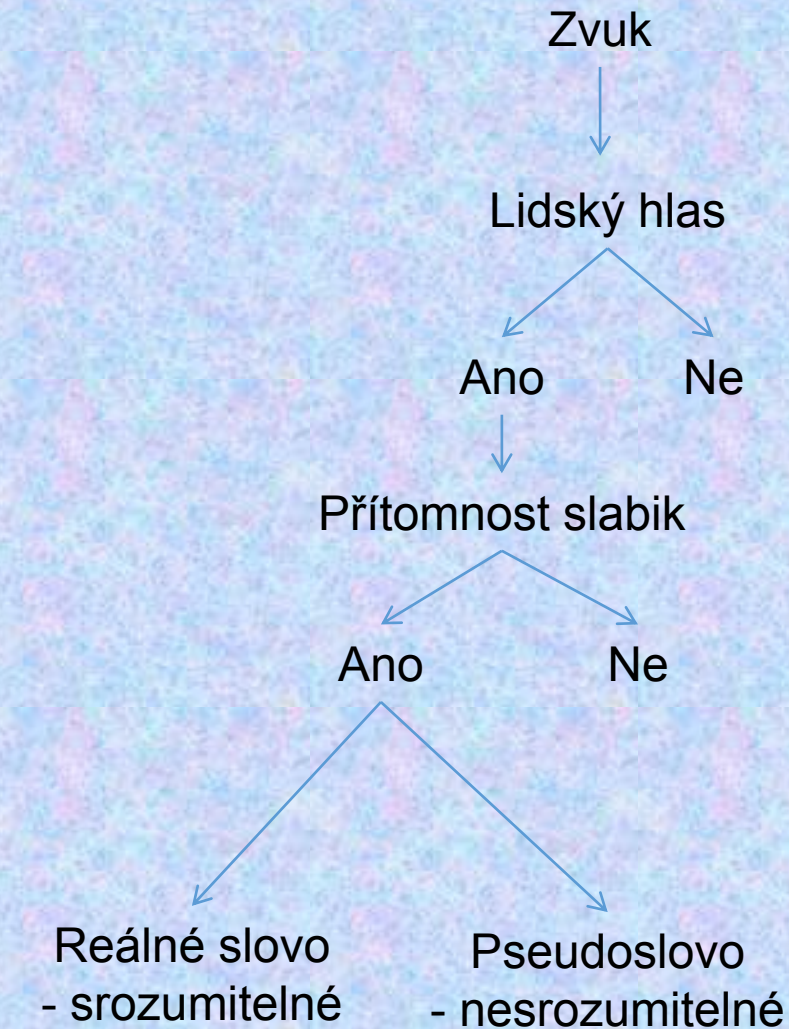 Zvuk
Lidský hlas
Ano
Ne
Přítomnost slabik
Ano
Ne
Reálné slovo
- srozumitelné
Pseudoslovo
- nesrozumitelné